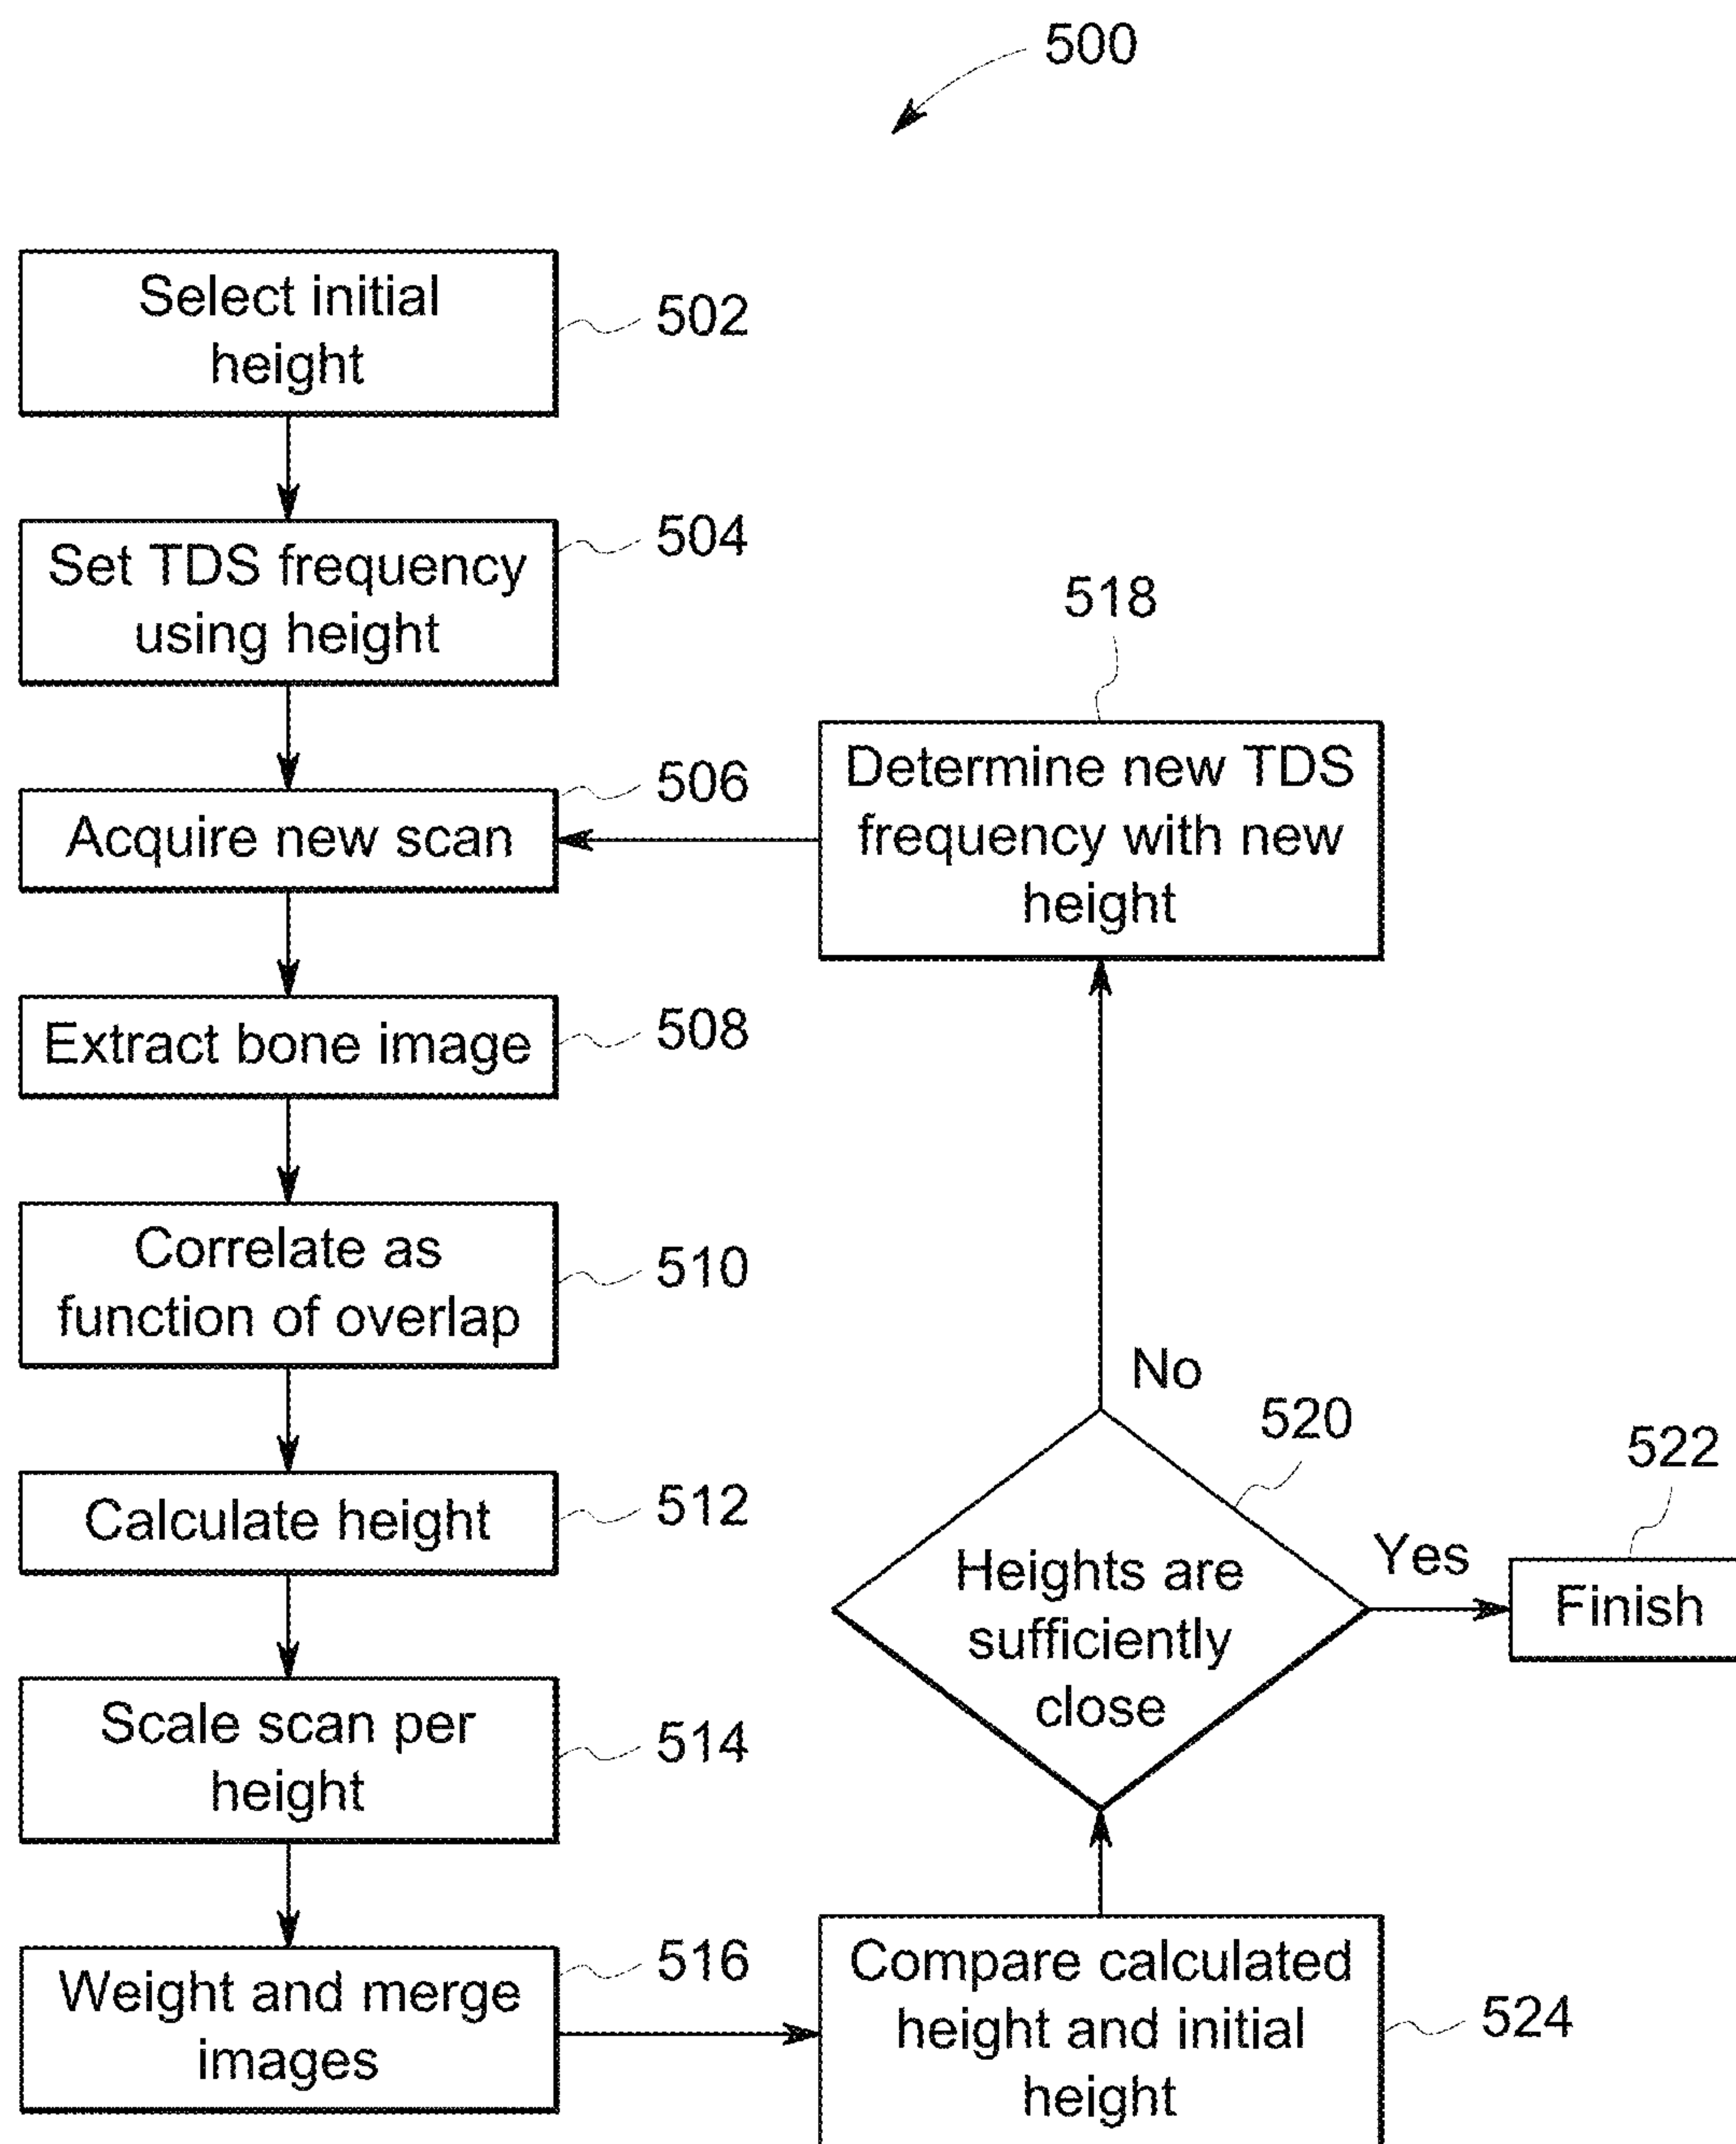 500
Select initial
height
502
Set TDS frequency
using height
504
Acquire new scan
506
Extract bone image
508
Correlate as
function of overlap
510
Calculate height
512
Scale scan per
height
514
Weight and merge
images
516
518
Determine new TDS
frequency with new
height
No
520
Heights are
sufficiently
close
Yes
522
Finish
Compare calculated
height and initial
height
524